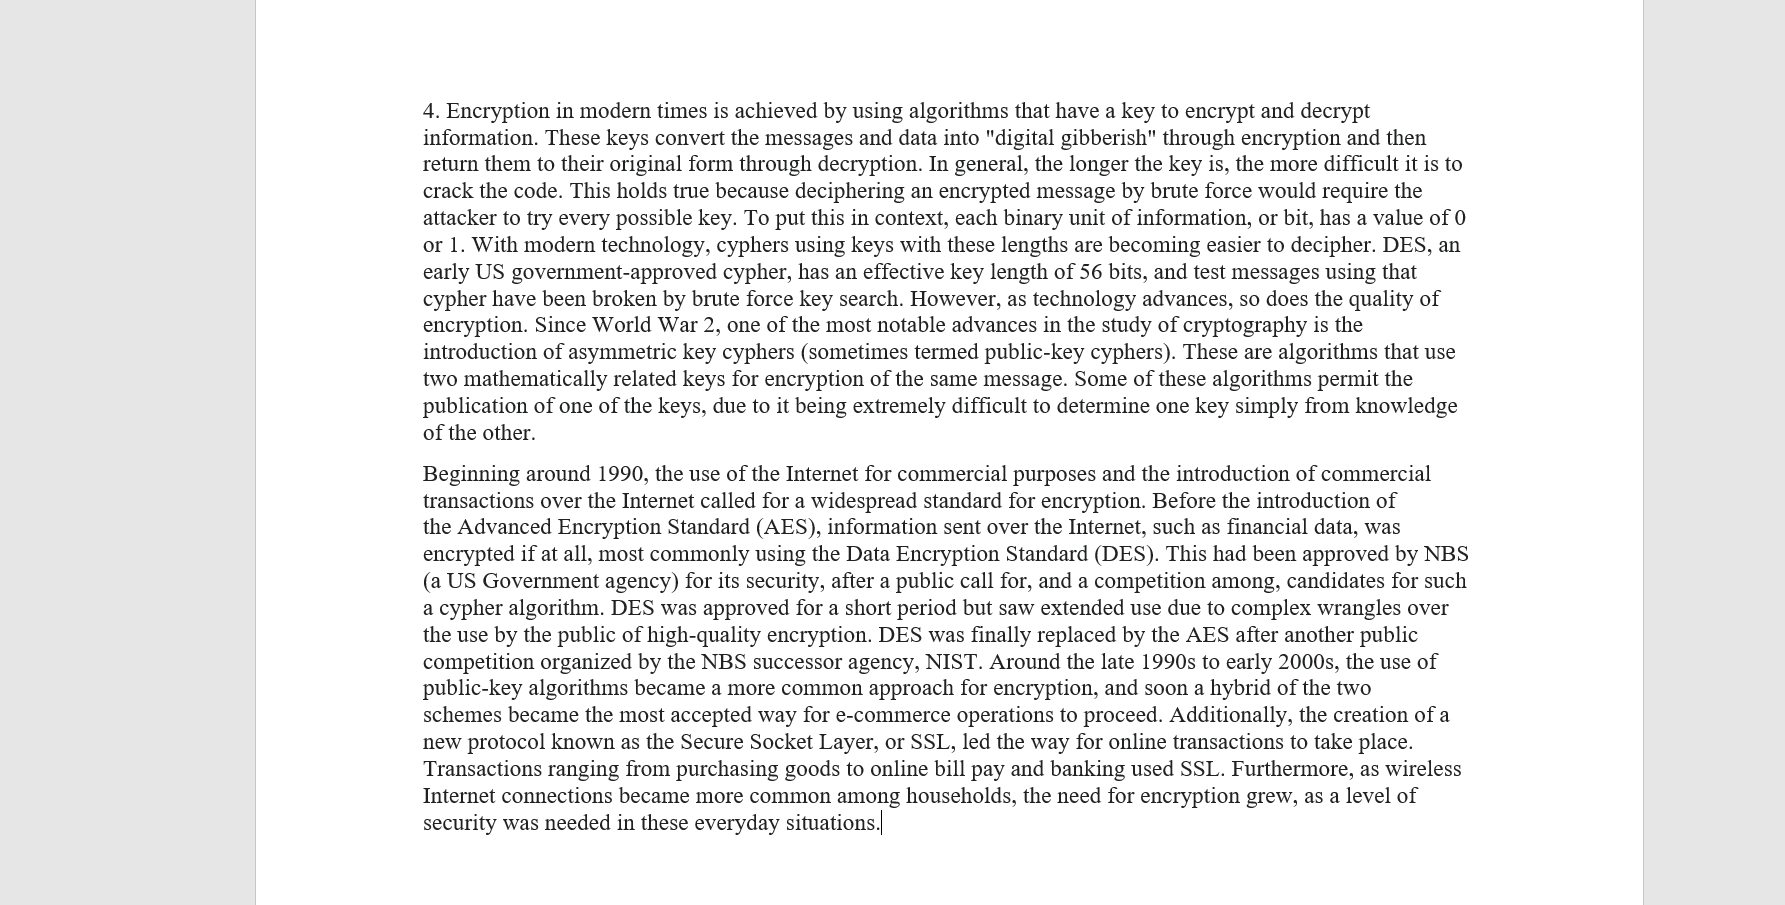 4. Encryption in modern times is achieved by using algorithms that have a key to encrypt and decrypt
information. These keys convert the messages and data into "digital gibberish" through encryption and then
return them to their original form through decryption. In general, the longer the key is, the more difficult it is to
crack the code. This holds true because deciphering an encrypted message by brute force would require the
attacker to try every possible key. To put this in context, each binary unit of information, or bit, has a value of 0
or 1. With modern technology, cyphers using keys with these lengths are becoming easier to decipher. DES, an
early US government-approved cypher, has an effective key length of 56 bits, and test messages using that
cypher have been broken by brute force key search. However, as technology advances, so does the quality of
encryption. Since World War 2, one of the most notable advances in the study of cryptography is the
introduction of asymmetric key cyphers (sometimes termed public-key cyphers). These are algorithms that use
two mathematically related keys for encryption of the same message. Some of these algorithms permit the
publication of one of the keys, due to it being extremely difficult to determine one key simply from knowledge
of the other.
Beginning around 1990, the use of the Internet for commercial purposes and the introduction of commercial
transactions over the Internet called for a widespread standard for encryption. Before the introduction of
the Advanced Encryption Standard (AES), information sent over the Internet, such as financial data, was
encrypted if at all, most commonly using the Data Encryption Standard (DES). This had been approved by NBS
(a US Government agency) for its security, after a public call for, and a competition among, candidates for such
a cypher algorithm. DES was approved for a short period but saw extended use due to complex wrangles over
the use by the public of high-quality encryption. DES was finally replaced by the AES after another public
competition organized by the NBS successor agency, NIST. Around the late 1990s to early 2000s, the use of
public-key algorithms became a more common approach for encryption, and soon a hybrid of the two
schemes became the most accepted way for e-commerce operations to proceed. Additionally, the creation of a
new protocol known as the Secure Socket Layer, or SSL, led the way for online transactions to take place.
Transactions ranging from purchasing goods to online bill pay and banking used SSL. Furthermore, as wireless
Internet connections became more common among households, the need for encryption grew, as a level of
security was needed in these everyday situations.